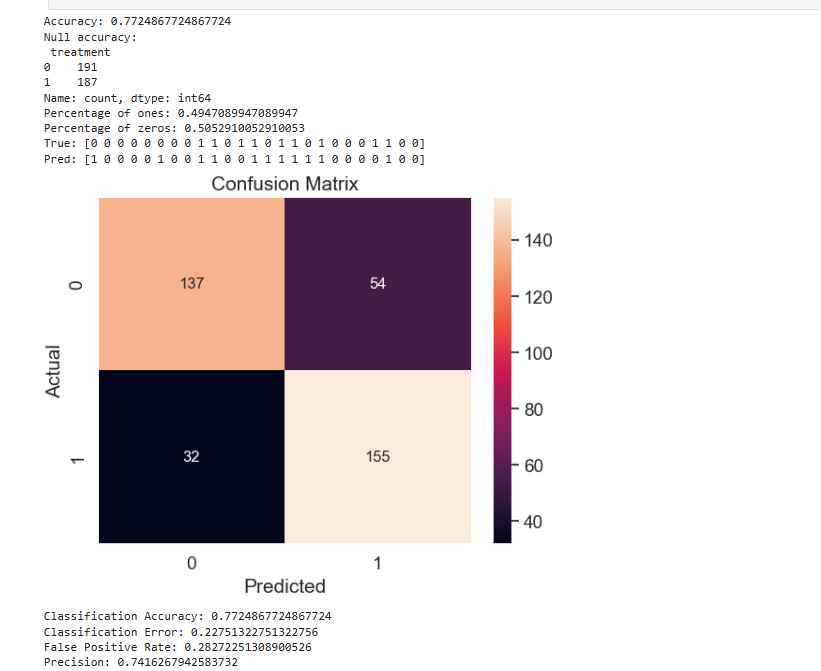 Accuracy: 0.7724867724867724
Null accuracy:
treatment
0    191
1    187
Name: count, dtype: int64
Percentage of ones: 0.4947089947089947
Percentage of zeros: 0.5052910052910053
True: [0 0 0 0 0 0 0 0 1 1 0 1 1 0 1 1 0 1 0 0 0 1 1 0 0]
Pred: [1 0 0 0 0 1 0 0 1 1 0 0 1 1 1 1 1 1 0 0 0 0 1 0 0]
Confusion Matrix
137
54
32
155
0
1
Actual
0
1
Predicted
140
120
100
80
60
40
Classification Accuracy: 0.7724867724867724
Classification Error: 0.22751322751322756
False Positive Rate: 0.28272251308900526
Precision: 0.7416267942583732